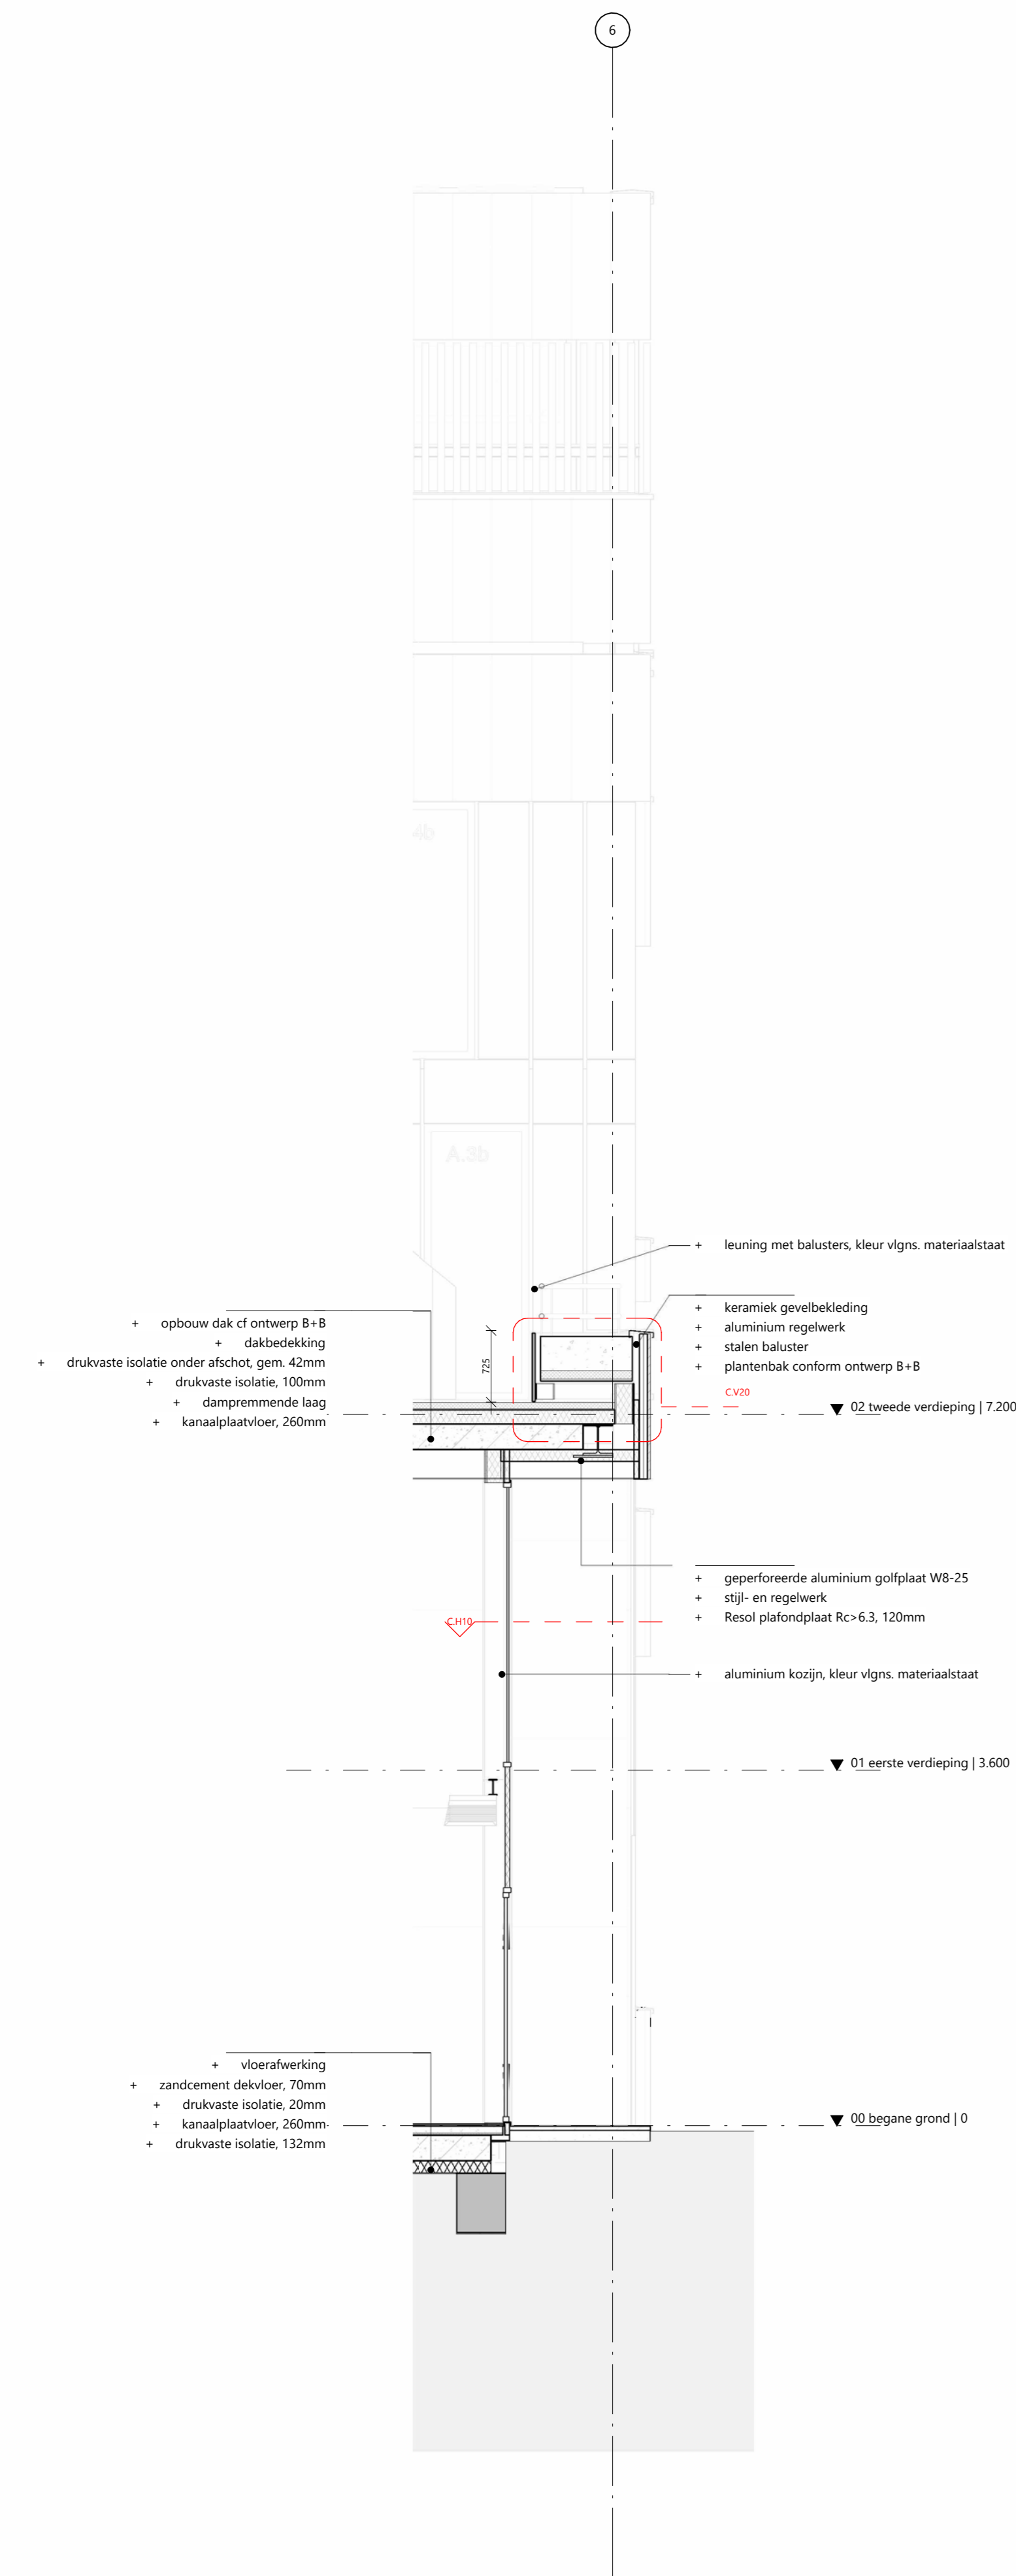 6
4b
A.3b
+ leuning met balusters, kleur vlgns. materiaalstaat
+ keramiek gevelbekleding
+ aluminium regelwerk
+ stalen baluster
+ plantenbak conform ontwerp B+B
+ opbouw dak cf ontwerp B+B
+ dakbedekking
+ drukvaste isolatie onder afschot, gem. 42mm
+ drukvaste isolatie, 100mm
+ dampremmende laag
+ kanaalplaatvloer, 260mm
725
C.V20
02 tweede verdieping | 7.200
+ geperforeerde aluminium golfplaat W8-25
+ stijl- en regelwerk
+ Resol plafondplaat Rc>6.3, 120mm
C.H10
+ aluminium kozijn, kleur vlgns. materiaalstaat
01 eerste verdieping | 3.600
+ vloerafwerking
+ zandcement dekvloer, 70mm
+ drukvaste isolatie, 20mm
+ kanaalplaatvloer, 260mm
+ drukvaste isolatie, 132mm
00 begane grond | 0